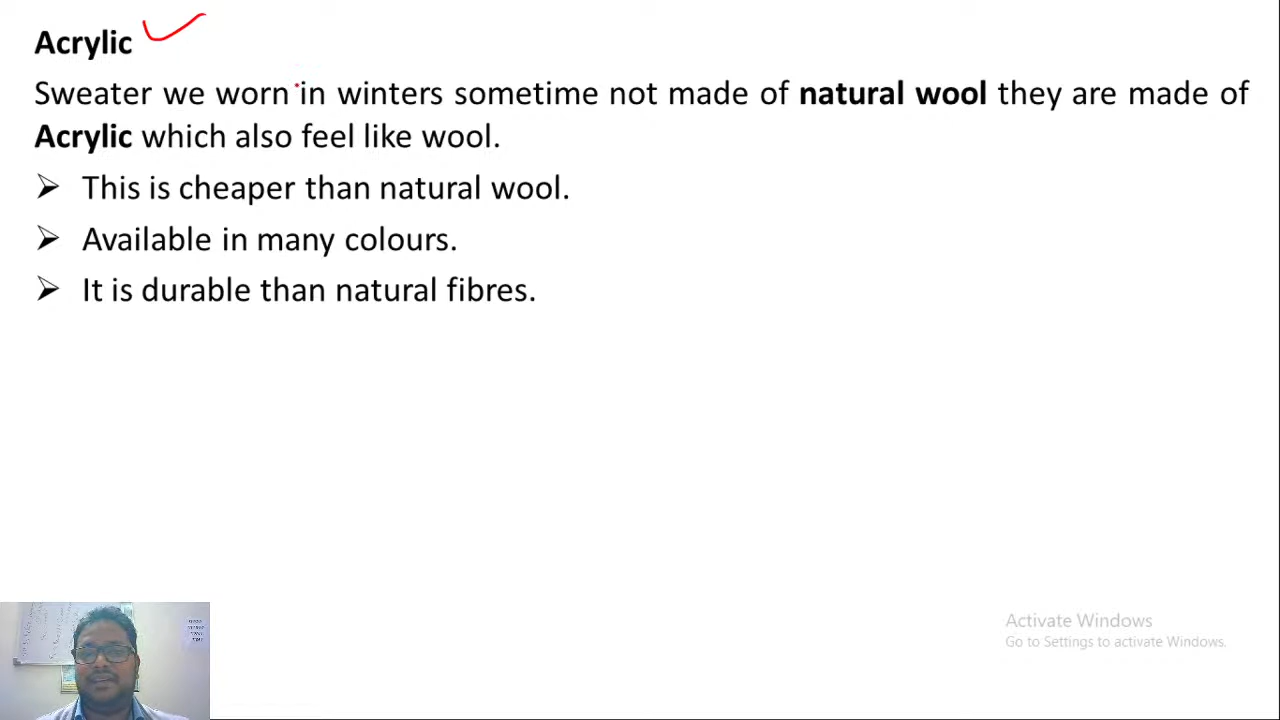 Acrylic
Sweater we worn in winters sometime not made of natural wool they are made of
Acrylic which also feel like wool.
➢ This is cheaper than natural wool.
➢ Available in many colours.
➢ It is durable than natural fibres.
Activate Windows
Go to Settings to activate Windows.